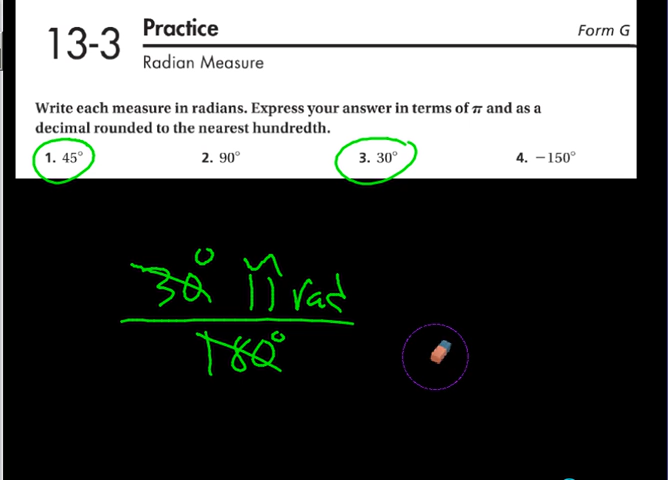 13-3 Practice Form G
Radian Measure
Write each measure in radians. Express your answer in terms of π and as a
decimal rounded to the nearest hundredth.
1. 45° 2. 90° 3. 30° 4. −150°
30° π rad
180°